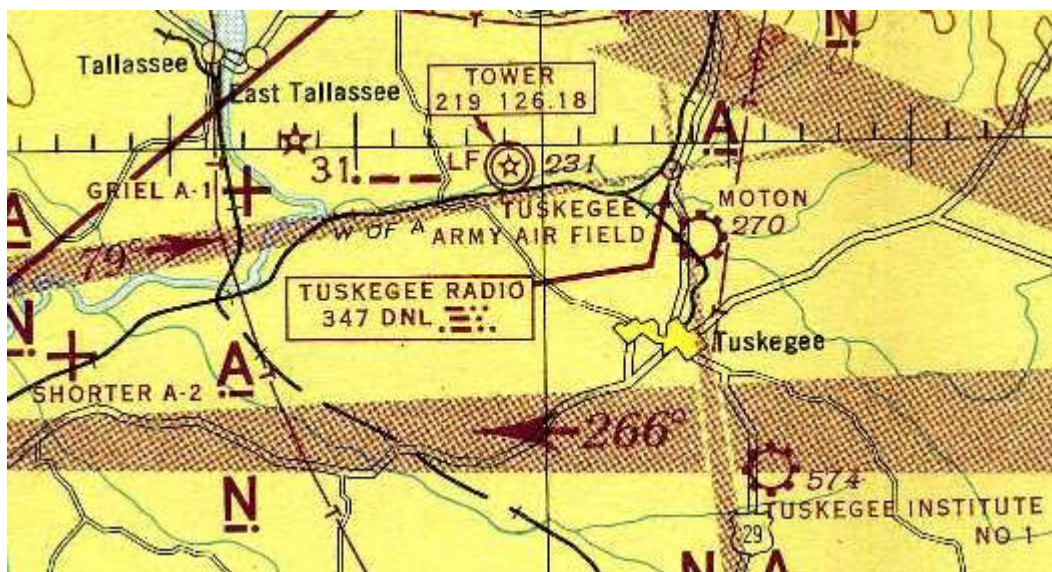 N
TOWER
219 126.18
Tallassee
East Tallassee
A
31
LF
231
GRIEL A-1
MOTON
270
TUSKEGEE
ARMY AIR FIELD
A
W OF A
79°
TUSKEGEE RADIO
347 DNL
N
Tuskegee
A
SHORTER A-2
266°
N
574
TUSKEGEE INSTITUTE
NO 1
29
N
A